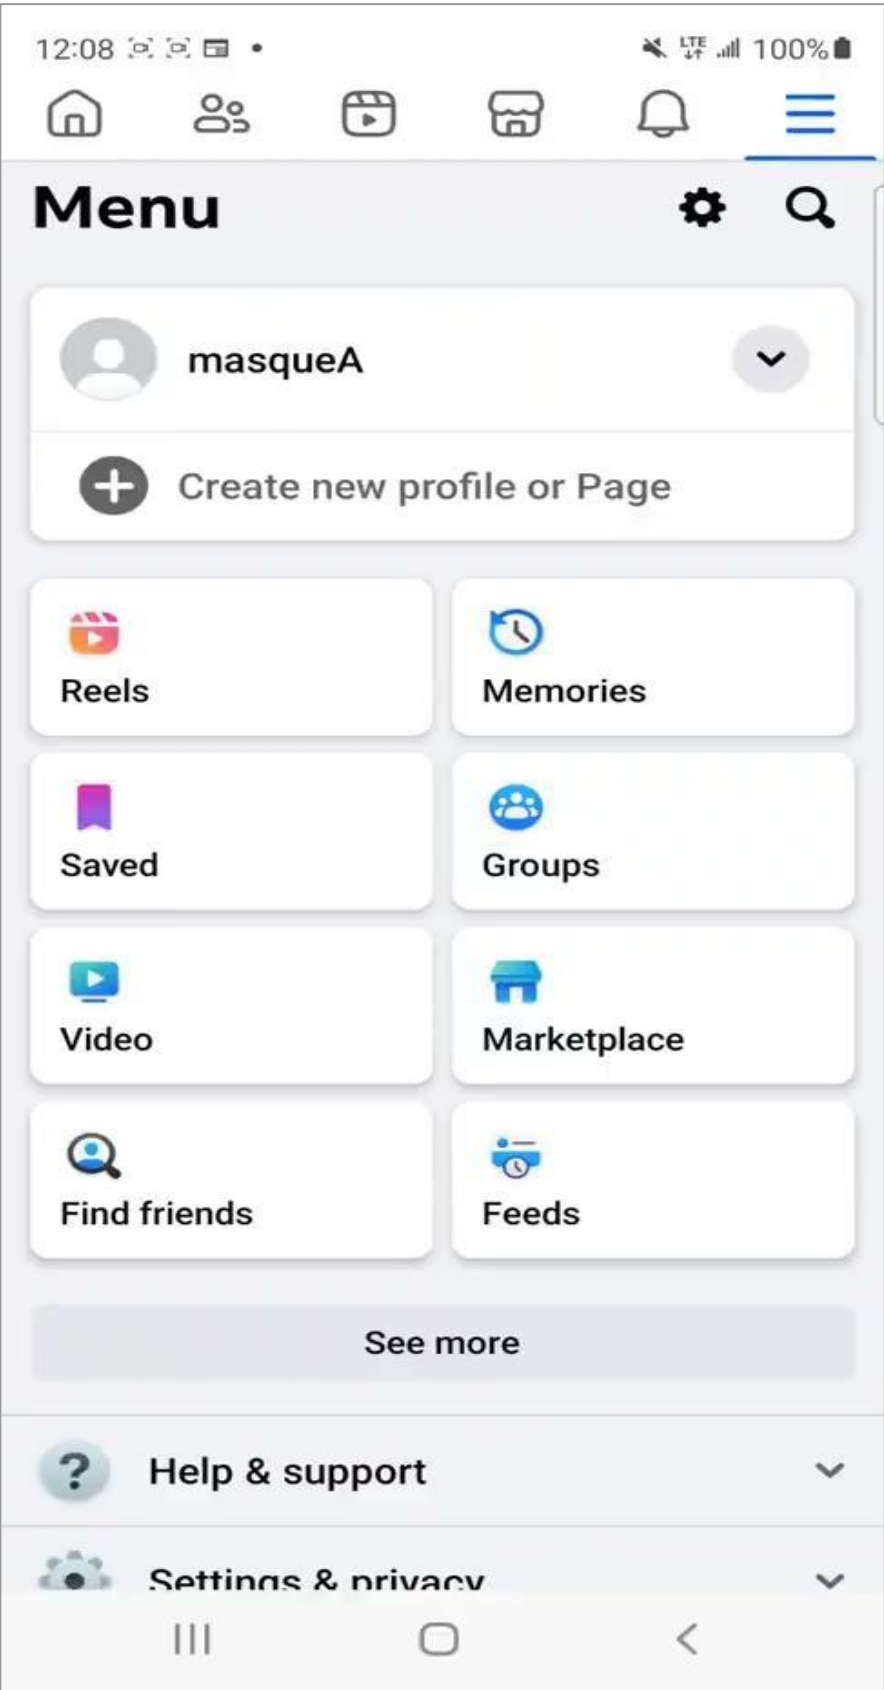 12:08 LTE 100%
Menu
masqueA
Create new profile or Page
Reels
Memories
Saved
Groups
Video
Marketplace
Find friends
Feeds
See more
? Help & support
Settings & privacy